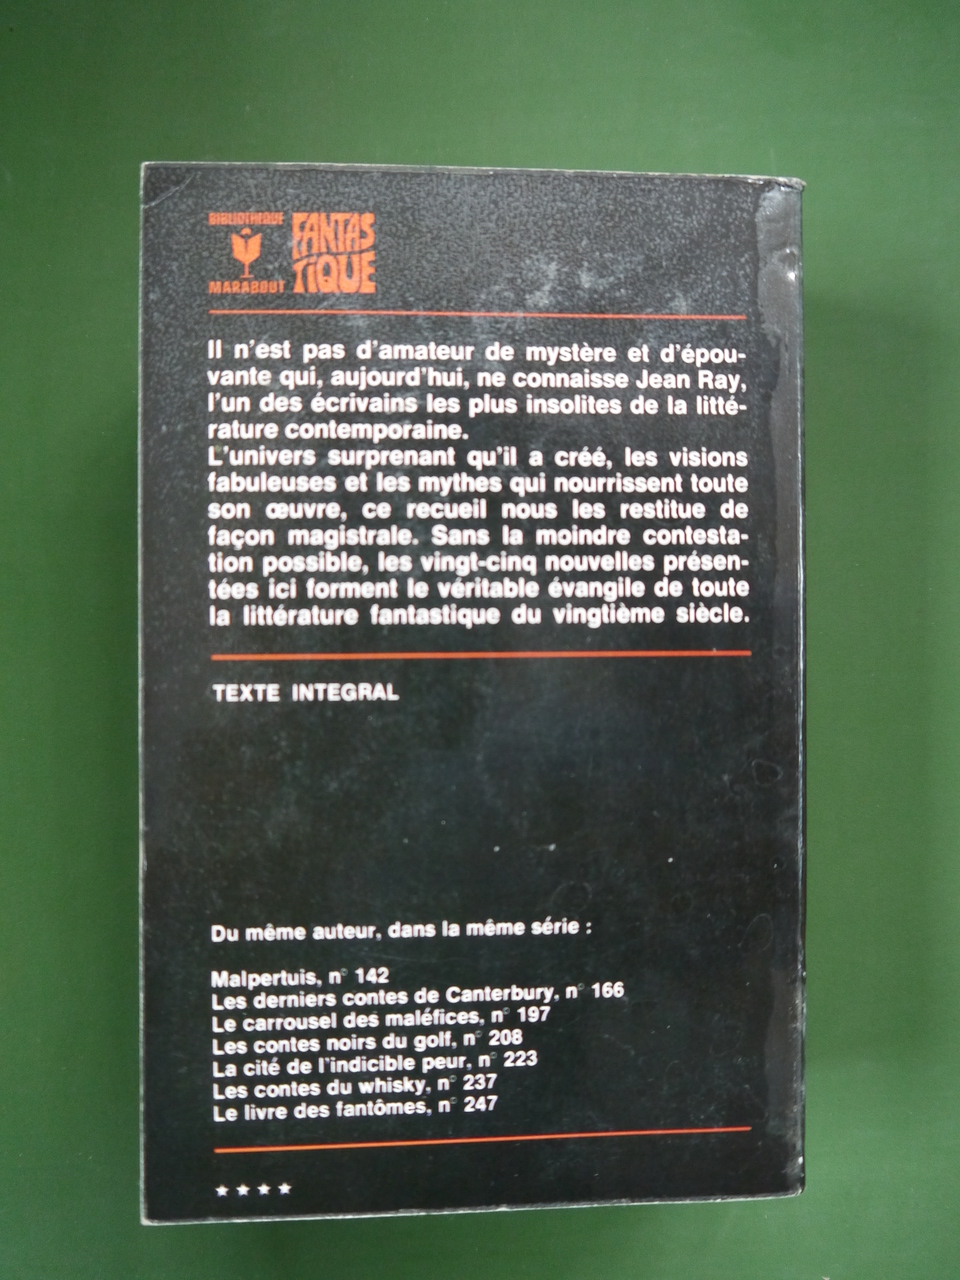 BIBLIOTHEQUE
MARABOUT
FANTAS
TIQUE
Il n'est pas d'amateur de mystère et d'épou-
vante qui, aujourd'hui, ne connaisse Jean Ray,
l'un des écrivains les plus insolites de la litté-
rature contemporaine.
L'univers surprenant qu'il a créé, les visions
fabuleuses et les mythes qui nourrissent toute
son œuvre, ce recueil nous les restitue de
façon magistrale. Sans la moindre contesta-
tion possible, les vingt-cinq nouvelles présen-
tées ici forment le véritable évangile de toute
la littérature fantastique du vingtième siècle.
TEXTE INTEGRAL
Du même auteur, dans la même série :
Malpertuis, n° 142
Les derniers contes de Canterbury, n° 166
Le carrousel des maléfices, n° 197
Les contes noirs du golf, n° 208
La cité de l'indicible peur, n° 223
Les contes du whisky, n° 237
Le livre des fantômes, n° 247
★ ★ ★ ★